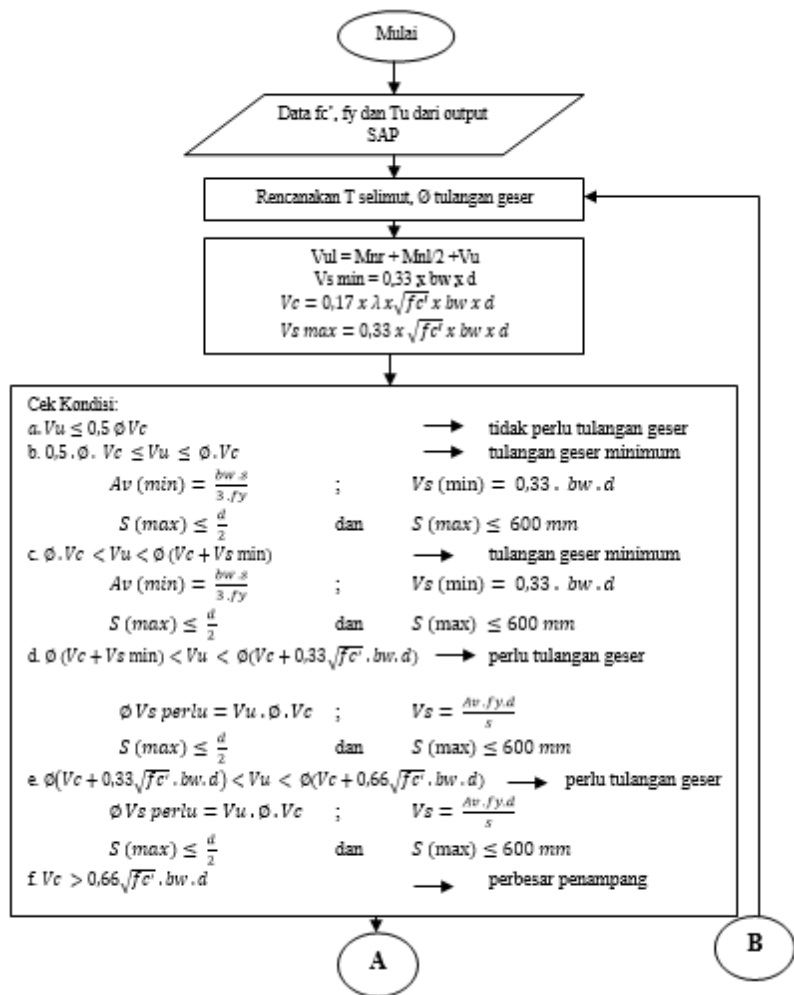 Mulai
Data fc', fy dan Tu dari output
SAP
Rencanakan T selimut, Ø tulangan geser
Vul = Mnr + Mnl/2 +Vu
Vs min = 0,33 x bw x d
Vc = 0,17 x λ x √fc' x bw x d
Vs max = 0,33 x √fc' x bw x d
Cek Kondisi:
a. Vu ≤ 0,5 ∅ Vc → tidak perlu tulangan geser
b. 0,5 . ∅ . Vc ≤ Vu ≤ ∅ . Vc → tulangan geser minimum
Av (min) = bw .s / 3 . fy ; Vs (min) = 0,33 . bw . d
S (max) ≤ d/2 dan S (max) ≤ 600 mm
c. ∅ . Vc < Vu < ∅ (Vc + Vs min) → tulangan geser minimum
Av (min) = bw .s / 3 . fy ; Vs (min) = 0,33 . bw . d
S (max) ≤ d/2 dan S (max) ≤ 600 mm
d. ∅ (Vc + Vs min) < Vu < ∅(Vc + 0,33√fc' . bw. d) → perlu tulangan geser
∅ Vs perlu = Vu . ∅ . Vc ; Vs = Av . fy.d / s
S (max) ≤ d/2 dan S (max) ≤ 600 mm
e. ∅(Vc + 0,33√fc' . bw. d) < Vu < ∅(Vc + 0,66√fc' . bw. d) → perlu tulangan geser
∅ Vs perlu = Vu . ∅ . Vc ; Vs = Av . fy.d / s
S (max) ≤ d/2 dan S (max) ≤ 600 mm
f. Vc > 0,66√fc' . bw . d → perbesar penampang
A
B